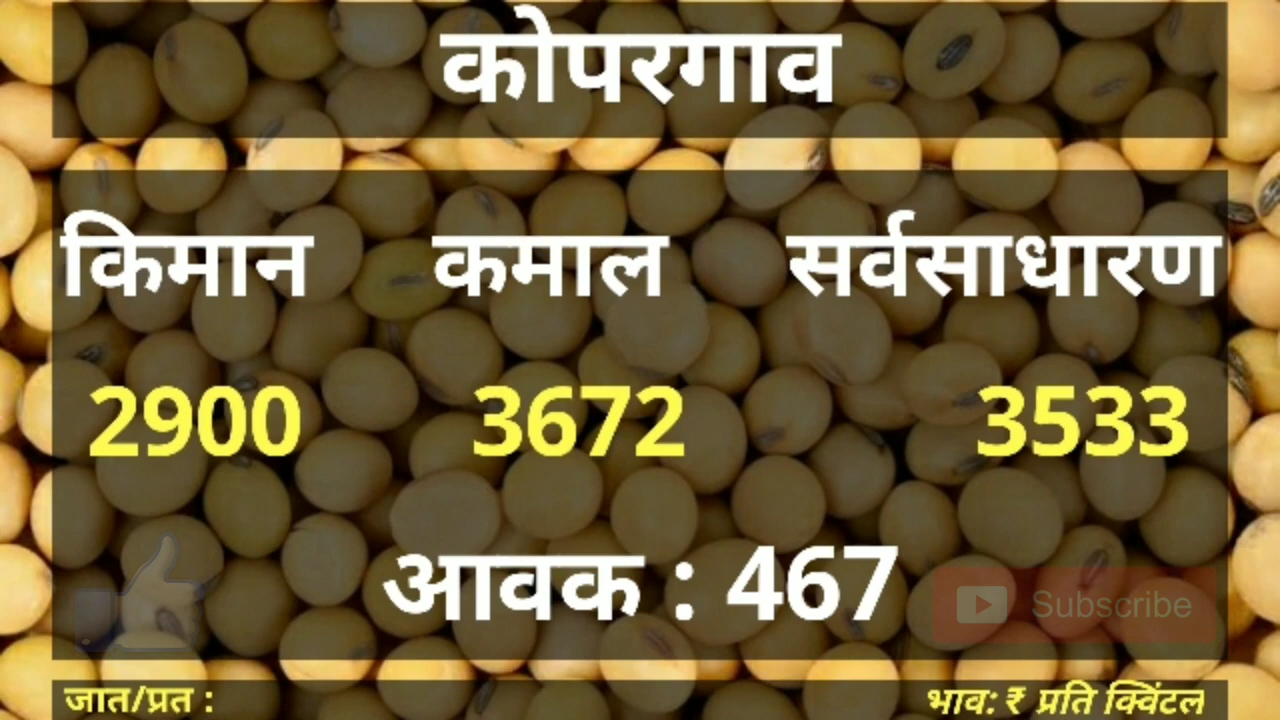 कोपरगाव
किमान कमाल सर्वसाधारण
2900 3672 3533
आवक : 467
Subscribe
जात/प्रत : भाव: ₹ प्रति क्विंटल